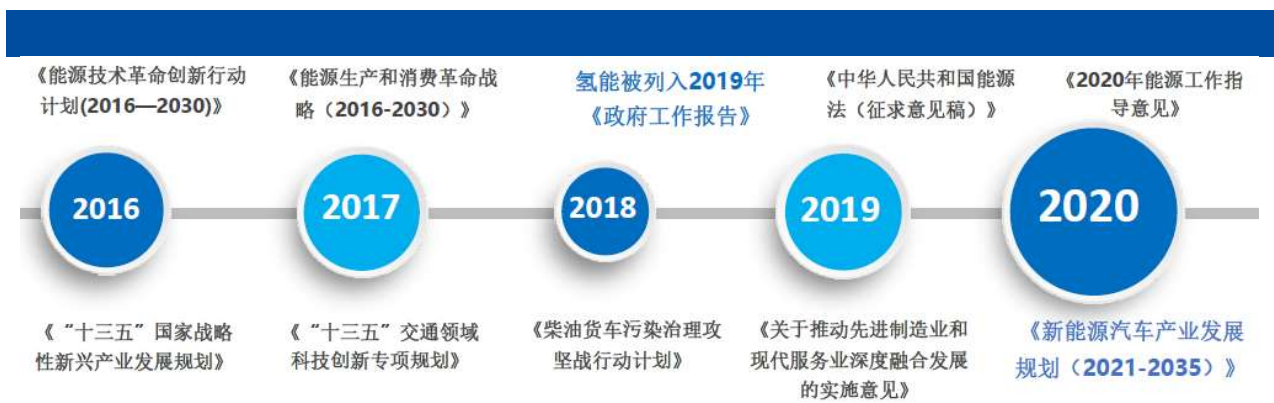 《能源技术革命创新行动
计划(2016—2030)》
《能源生产和消费革命战
略（2016-2030）》
氢能被列入2019年
《政府工作报告》
《中华人民共和国能源
法（征求意见稿）》
《2020年能源工作指
导意见》
2016
2017
2018
2019
2020
《“十三五”国家战略
性新兴产业发展规划》
《“十三五”交通领域
科技创新专项规划》
《柴油货车污染治理攻
坚战行动计划》
《关于推动先进制造业和
现代服务业深度融合发展
的实施意见》
《新能源汽车产业发展
规划（2021-2035）》